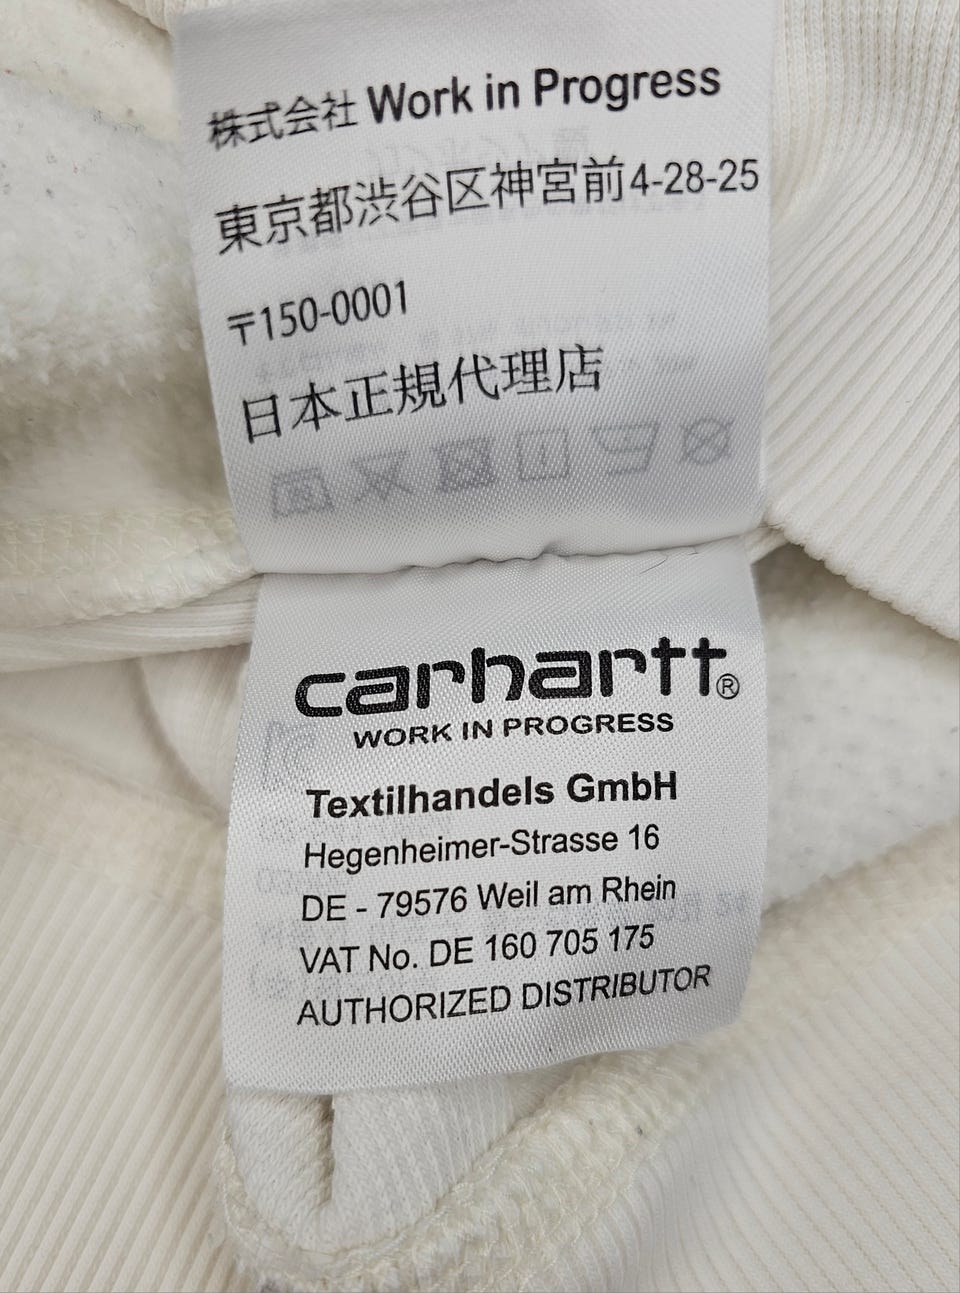 株式会社 Work in Progress
東京都渋谷区神宮前4-28-25
〒150-0001
日本正規代理店
carhartt®
WORK IN PROGRESS
Textilhandels GmbH
Hegenheimer-Strasse 16
DE - 79576 Weil am Rhein
VAT No. DE 160 705 175
AUTHORIZED DISTRIBUTOR